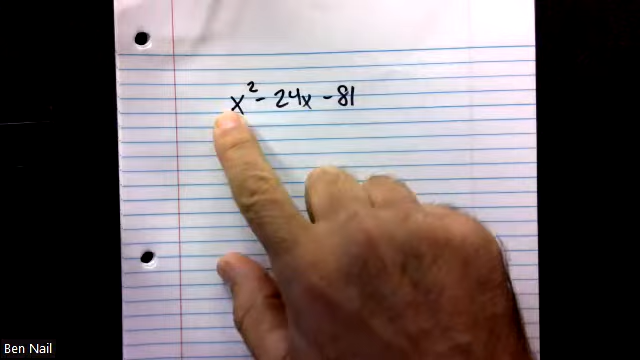 x² - 24x - 81
Ben Nail